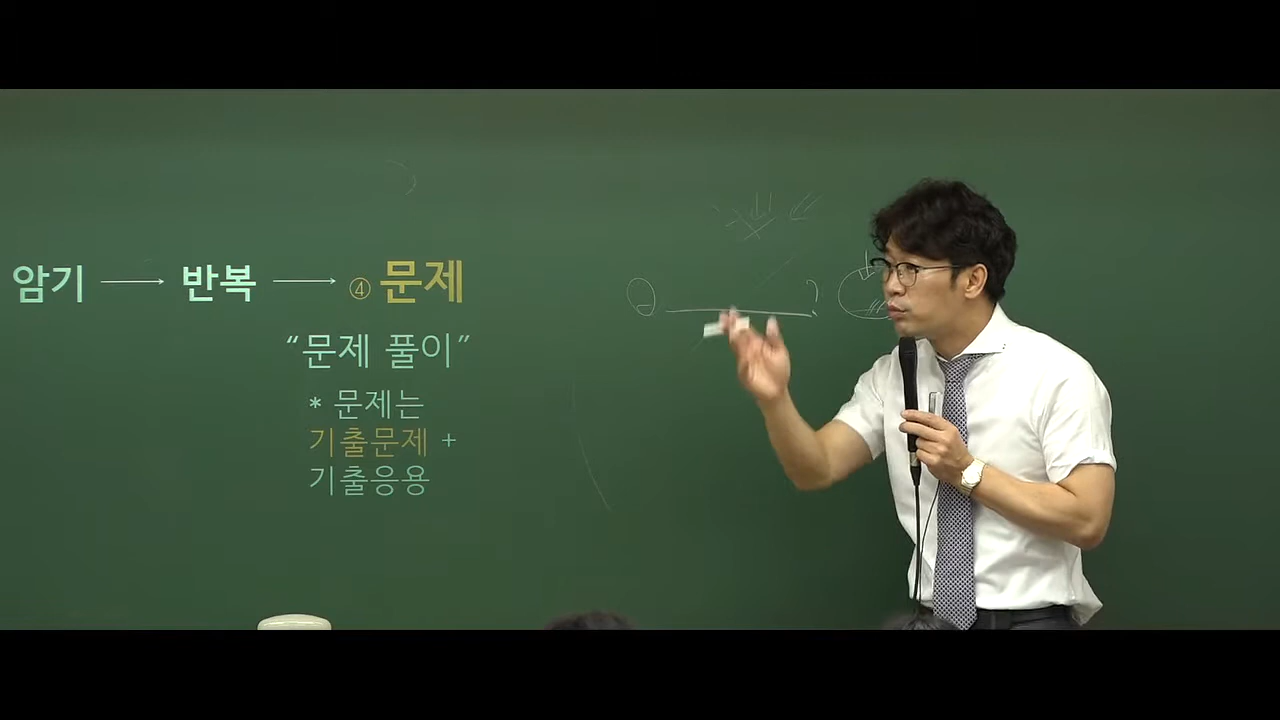 암기 → 반복 → ④ 문제
“문제 풀이”
* 문제는
기출문제 +
기출응용